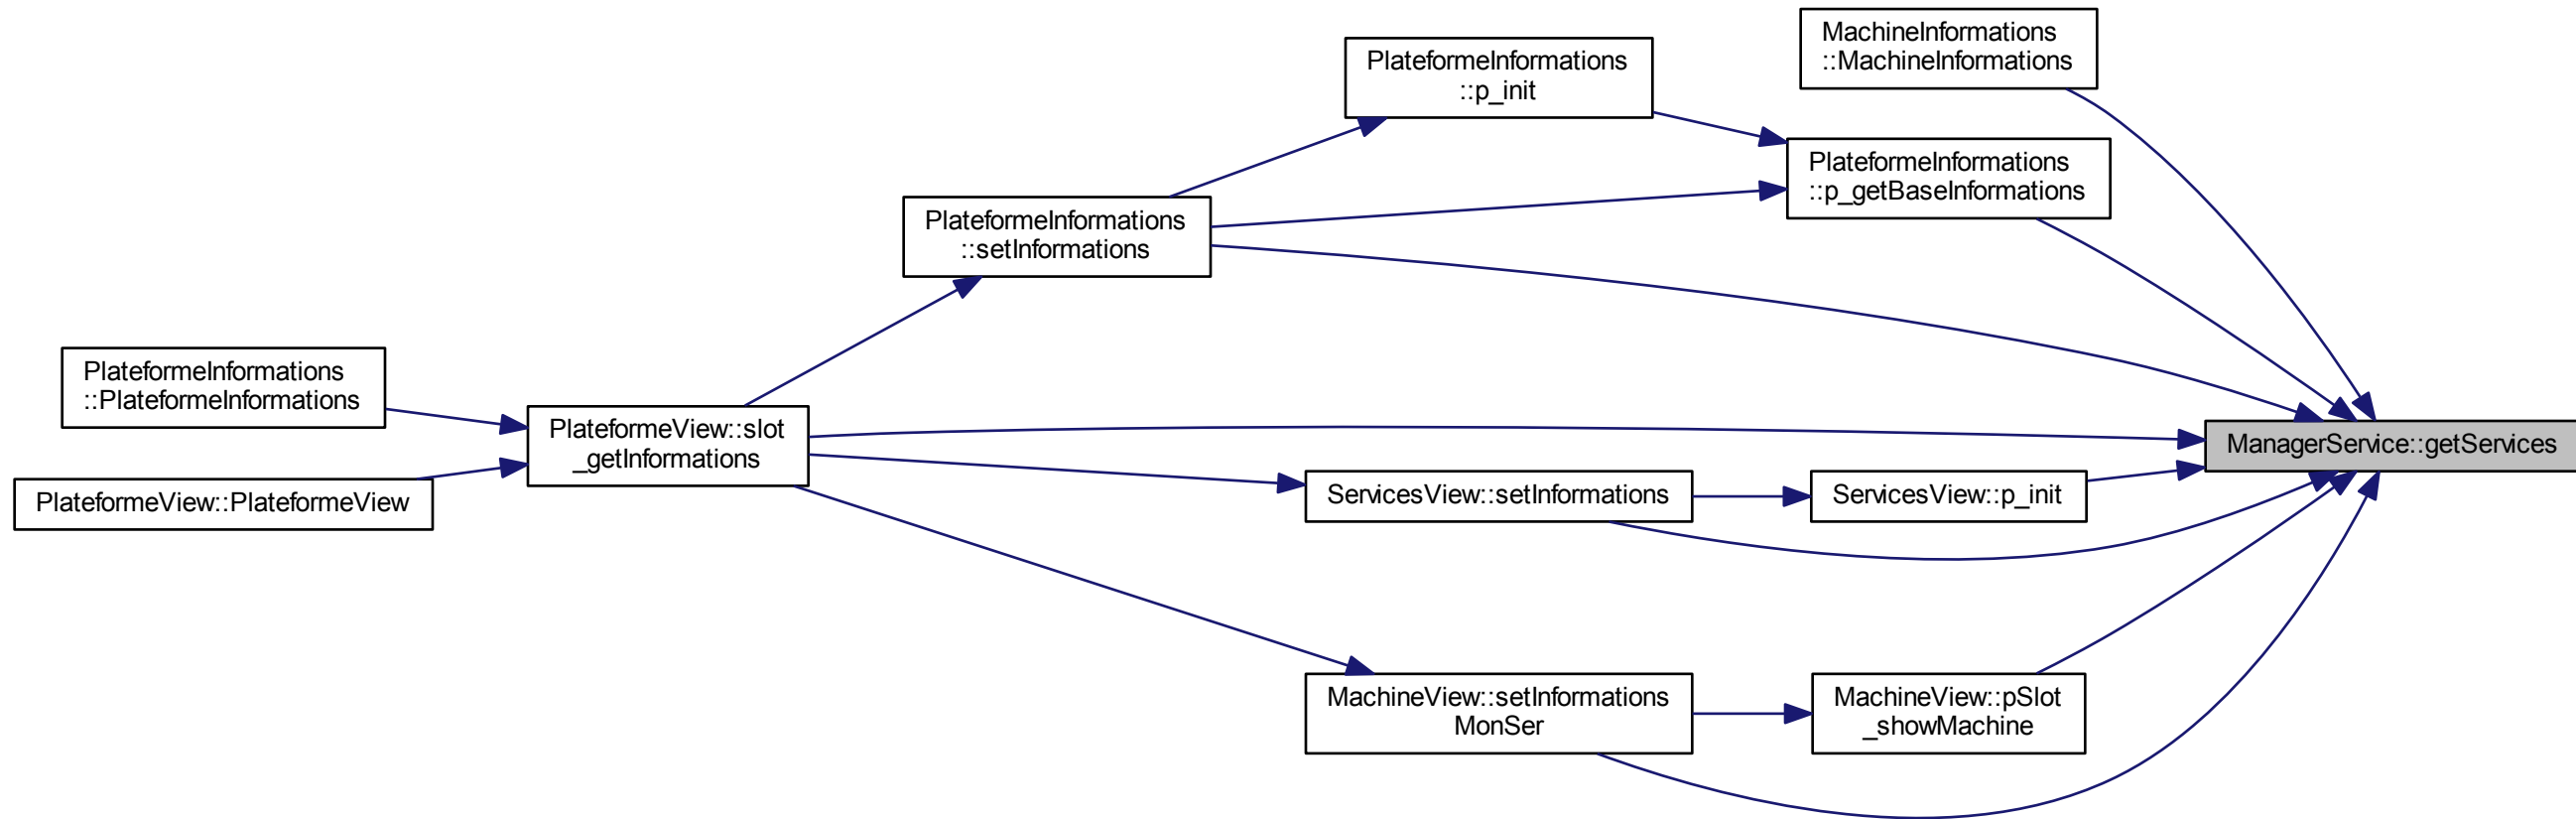 MachineInformations
::MachineInformations
PlateformeInformations
::p_init
PlateformeInformations
::p_getBaseInformations
PlateformeInformations
::setInformations
PlateformeInformations
::PlateformeInformations
PlateformeView::slot
_getInformations
ManagerService::getServices
PlateformeView::PlateformeView
ServicesView::setInformations
ServicesView::p_init
MachineView::setInformations
MonSer
MachineView::pSlot
_showMachine